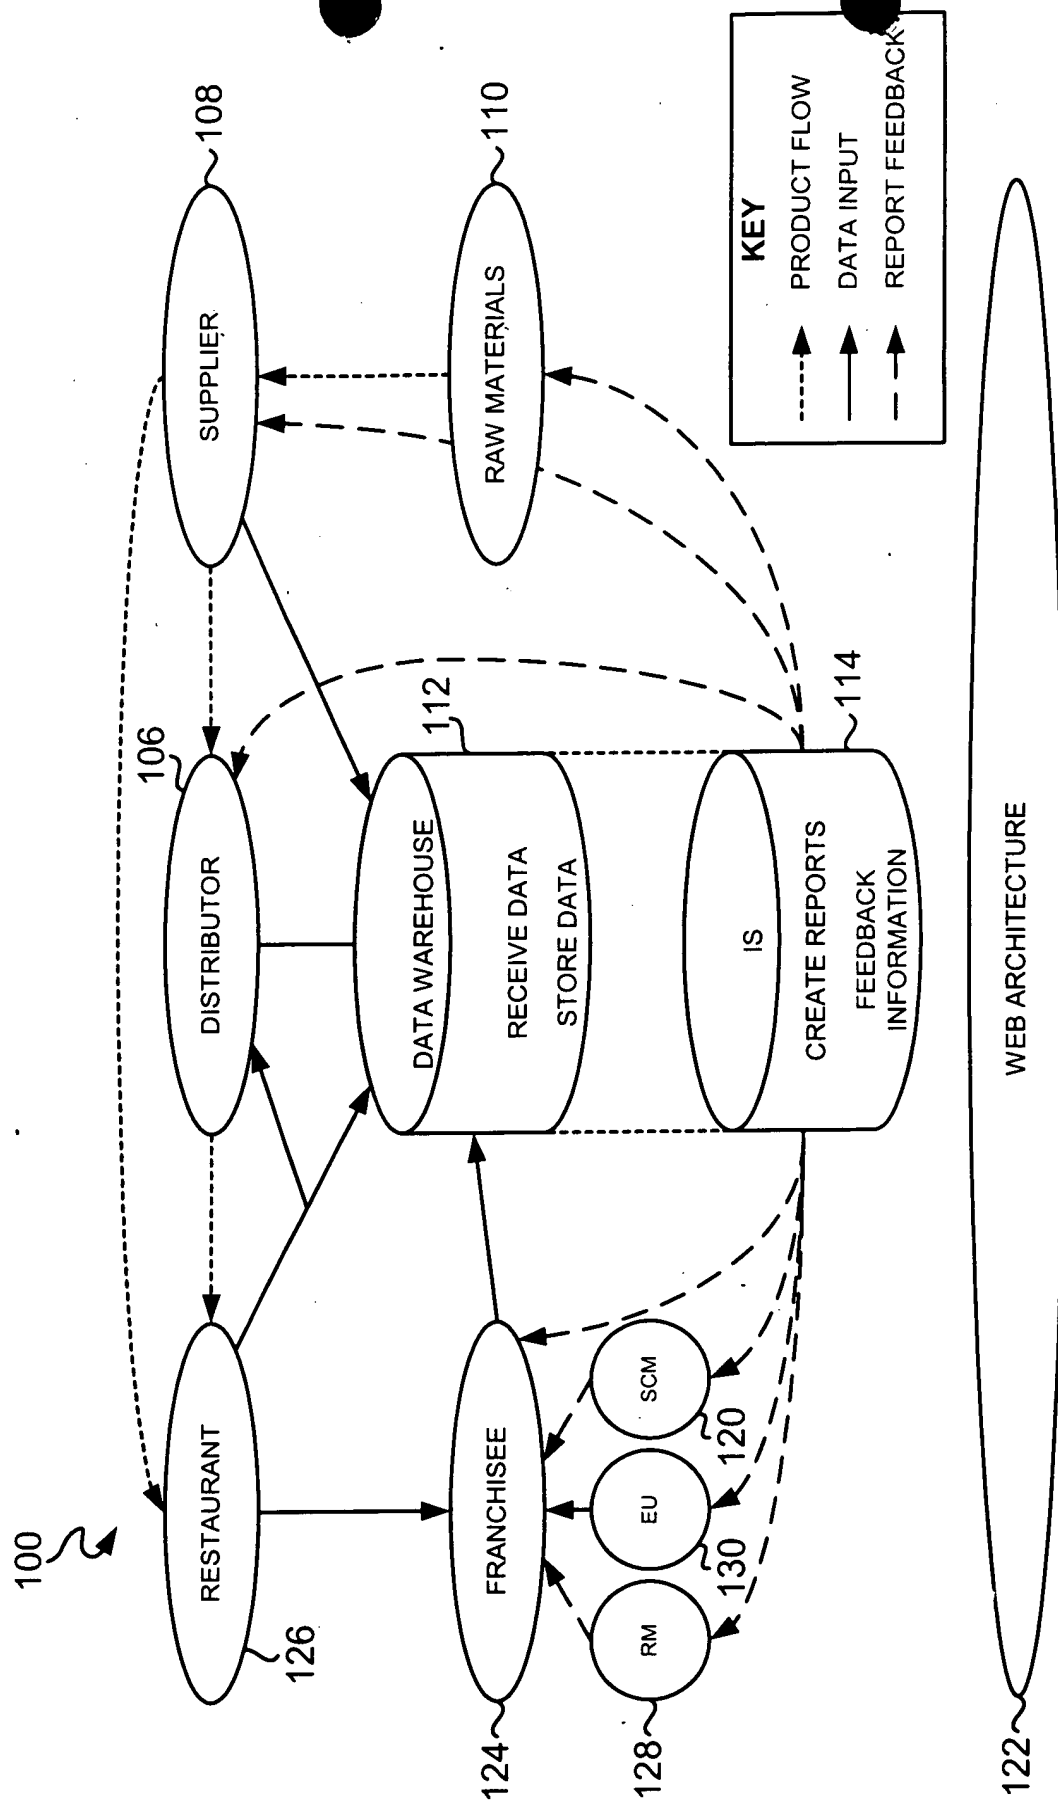 100
RESTAURANT
126
DISTRIBUTOR
106
SUPPLIER
108
FRANCHISEE
124
DATA WAREHOUSE
112
RECEIVE DATA
STORE DATA
RAW MATERIALS
110
RM
128
EU
130
SCM
120
IS
CREATE REPORTS
FEEDBACK
INFORMATION
114
KEY
PRODUCT FLOW
DATA INPUT
REPORT FEEDBACK
WEB ARCHITECTURE
122